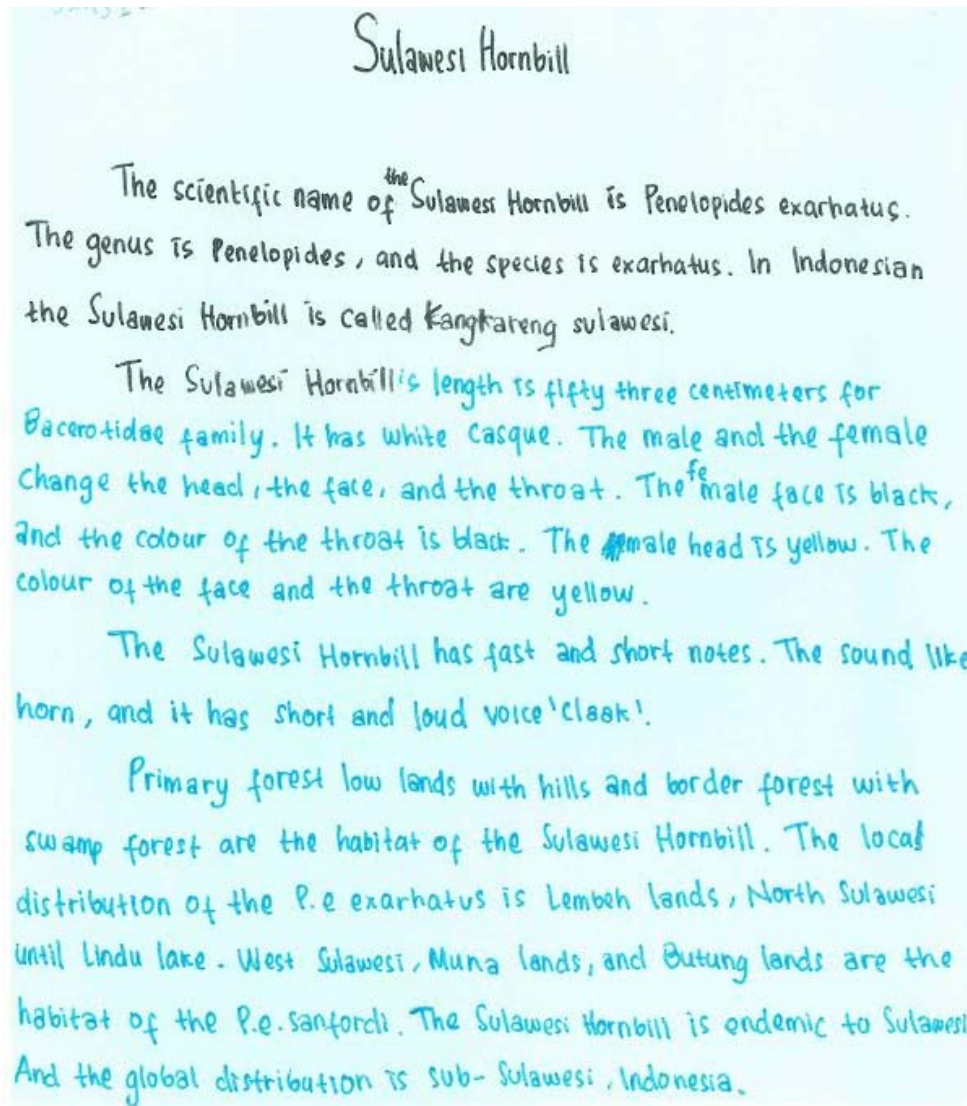 Sulawesi Hornbill
The scientific name of the Sulawesi Hornbill is Penelopides exarhatus.
The genus is Penelopides, and the species is exarhatus. In Indonesian
the Sulawesi Hornbill is called Kangkareng sulawesi.
The Sulawesi Hornbill's length is fifty three centimeters for
Bacerotidae family. It has white casque. The male and the female
change the head, the face, and the throat. The female face is black,
and the colour of the throat is black. The male head is yellow. The
colour of the face and the throat are yellow.
The Sulawesi Hornbill has fast and short notes. The sound like
horn, and it has short and loud voice 'Claak'.
Primary forest low lands with hills and border forest with
swamp forest are the habitat of the Sulawesi Hornbill. The local
distribution of the P.e exarhatus is Lembeh lands, North Sulawesi
until Lindu lake. West Sulawesi, Muna lands, and Butung lands are the
habitat of the P.e. sanfordi. The Sulawesi Hornbill is endemic to Sulawesi
And the global distribution is sub-Sulawesi, Indonesia.